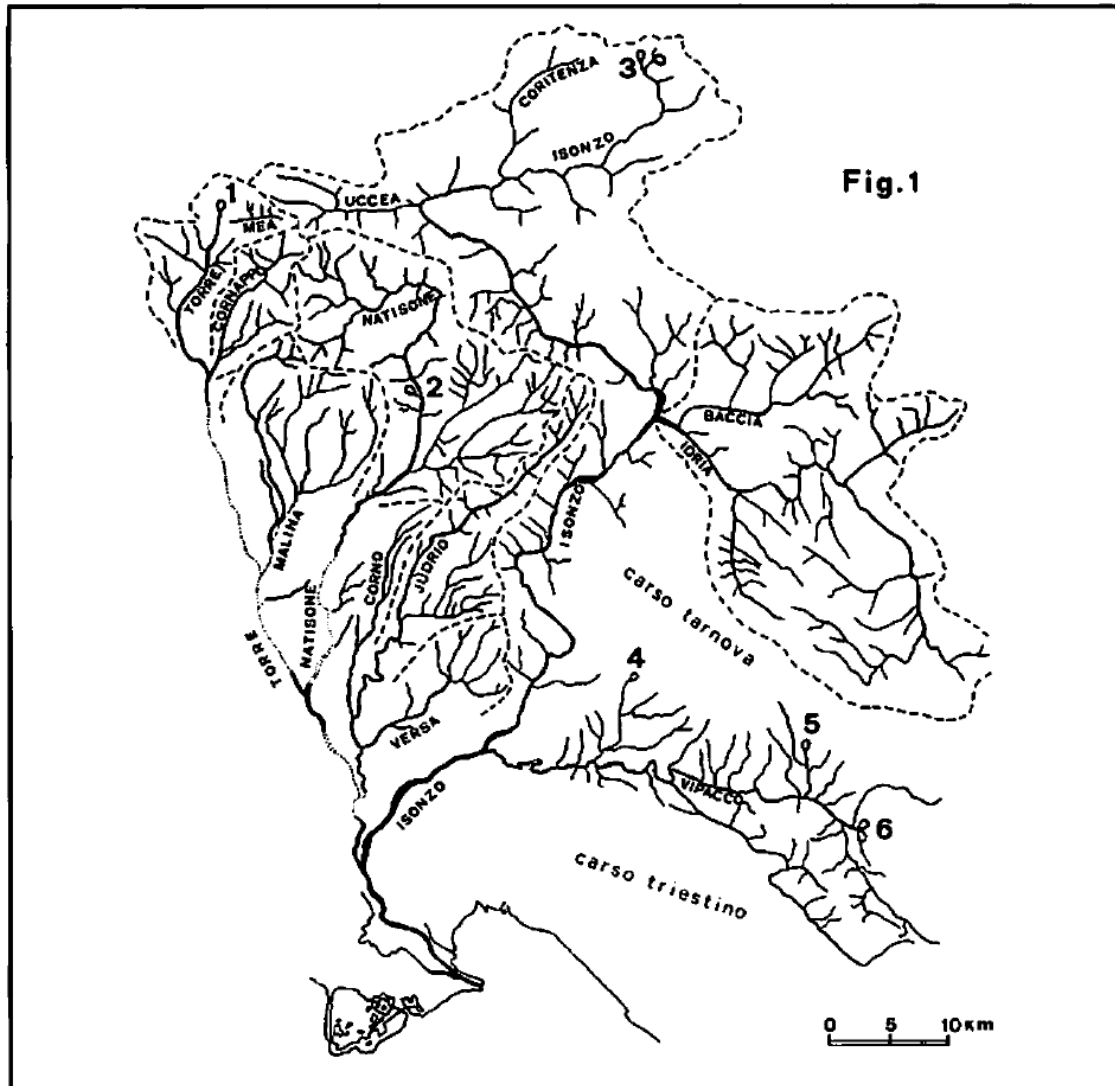 3
CORITENZA
ISONZO
Fig.1
1
UCCEA
MEA
TORRE
CORNAPPO
NATISONE
2
BACCIA
IDRIA
ISONZO
MALINA
CORNO
JUDRIO
NATISONE
TORRE
carso tarnova
4
VERSA
5
VIPACCO
ISONZO
6
carso triestino
0 5 10 Km